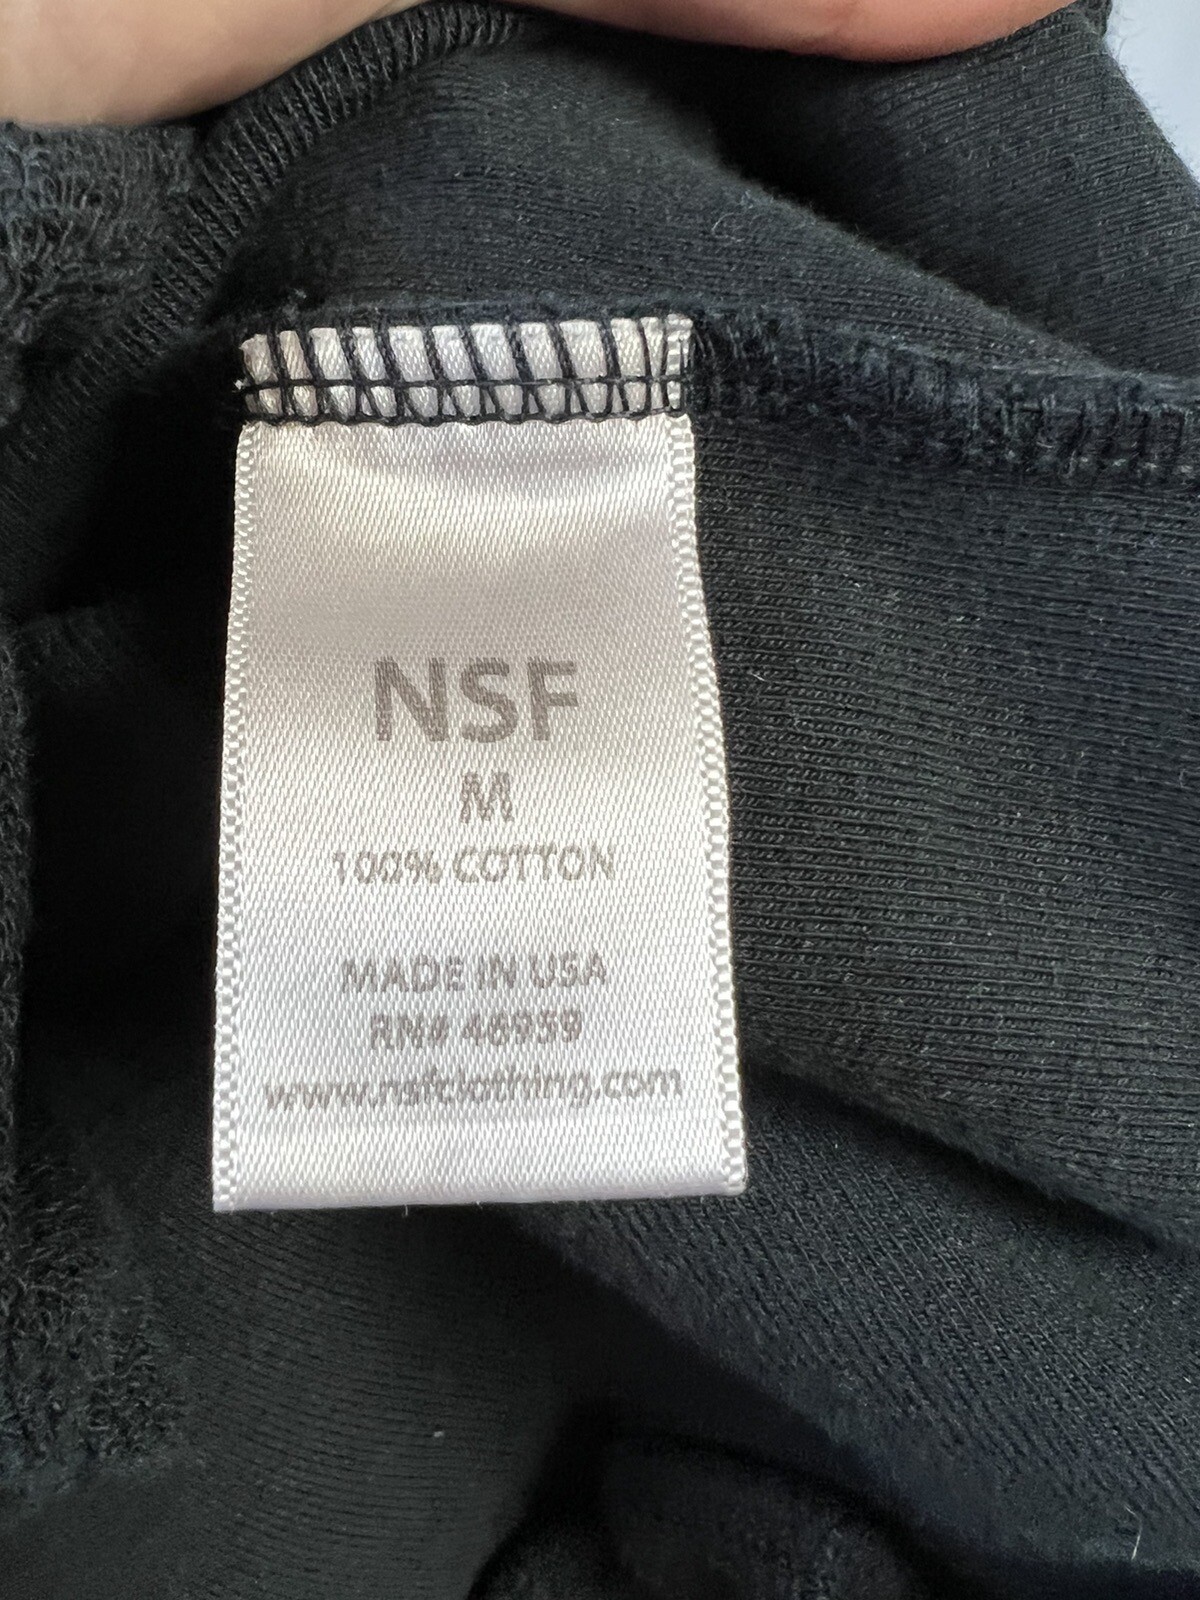 NSF
M
100% COTTON
MADE IN USA
RN# 46959
www.nsfclothing.com